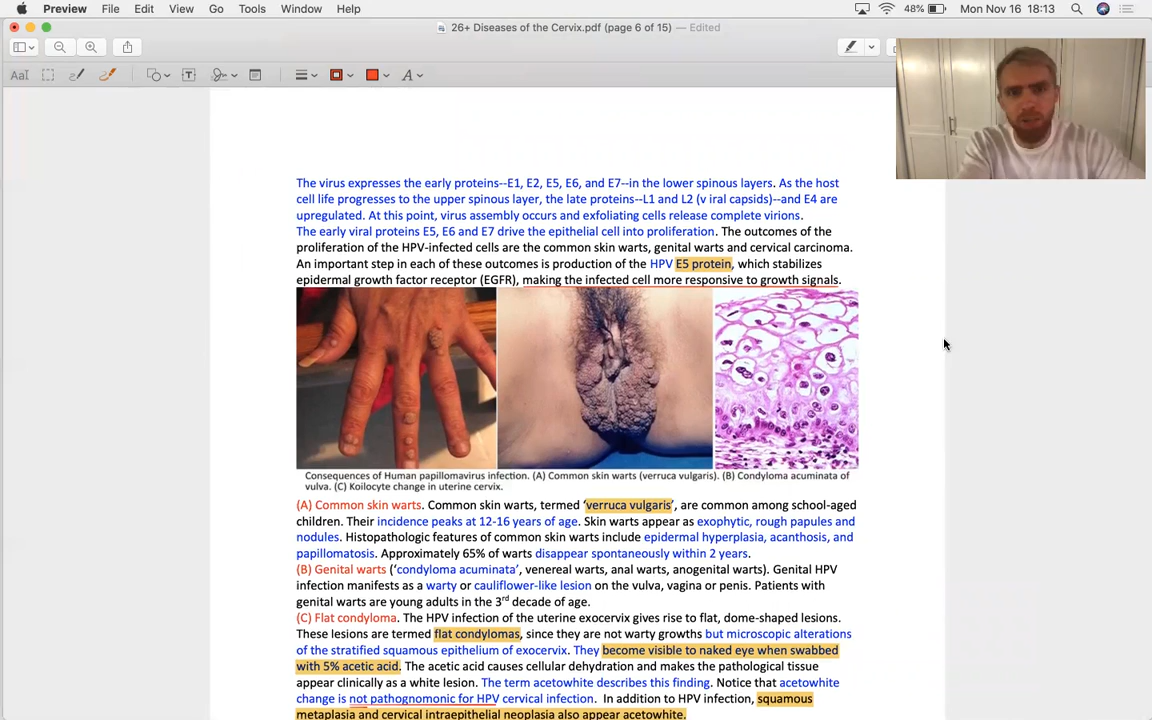 Preview File Edit View Go Tools Window Help 48% Mon Nov 16 18:13
26+ Diseases of the Cervix.pdf (page 6 of 15) — Edited
The virus expresses the early proteins--E1, E2, E5, E6, and E7--in the lower spinous layers. As the host
cell life progresses to the upper spinous layer, the late proteins--L1 and L2 (v iral capsids)--and E4 are
upregulated. At this point, virus assembly occurs and exfoliating cells release complete virions.
The early viral proteins E5, E6 and E7 drive the epithelial cell into proliferation. The outcomes of the
proliferation of the HPV-infected cells are the common skin warts, genital warts and cervical carcinoma.
An important step in each of these outcomes is production of the HPV E5 protein, which stabilizes
epidermal growth factor receptor (EGFR), making the infected cell more responsive to growth signals.
Consequences of Human papillomavirus infection. (A) Common skin warts (verruca vulgaris). (B) Condyloma acuminata of
vulva. (C) Koilocyte change in uterine cervix.
(A) Common skin warts. Common skin warts, termed ‘verruca vulgaris’, are common among school-aged
children. Their incidence peaks at 12-16 years of age. Skin warts appear as exophytic, rough papules and
nodules. Histopathologic features of common skin warts include epidermal hyperplasia, acanthosis, and
papillomatosis. Approximately 65% of warts disappear spontaneously within 2 years.
(B) Genital warts (‘condyloma acuminata’, venereal warts, anal warts, anogenital warts). Genital HPV
infection manifests as a warty or cauliflower-like lesion on the vulva, vagina or penis. Patients with
genital warts are young adults in the 3rd decade of age.
(C) Flat condyloma. The HPV infection of the uterine exocervix gives rise to flat, dome-shaped lesions.
These lesions are termed flat condylomas, since they are not warty growths but microscopic alterations
of the stratified squamous epithelium of exocervix. They become visible to naked eye when swabbed
with 5% acetic acid. The acetic acid causes cellular dehydration and makes the pathological tissue
appear clinically as a white lesion. The term acetowhite describes this finding. Notice that acetowhite
change is not pathognomonic for HPV cervical infection. In addition to HPV infection, squamous
metaplasia and cervical intraepithelial neoplasia also appear acetowhite.